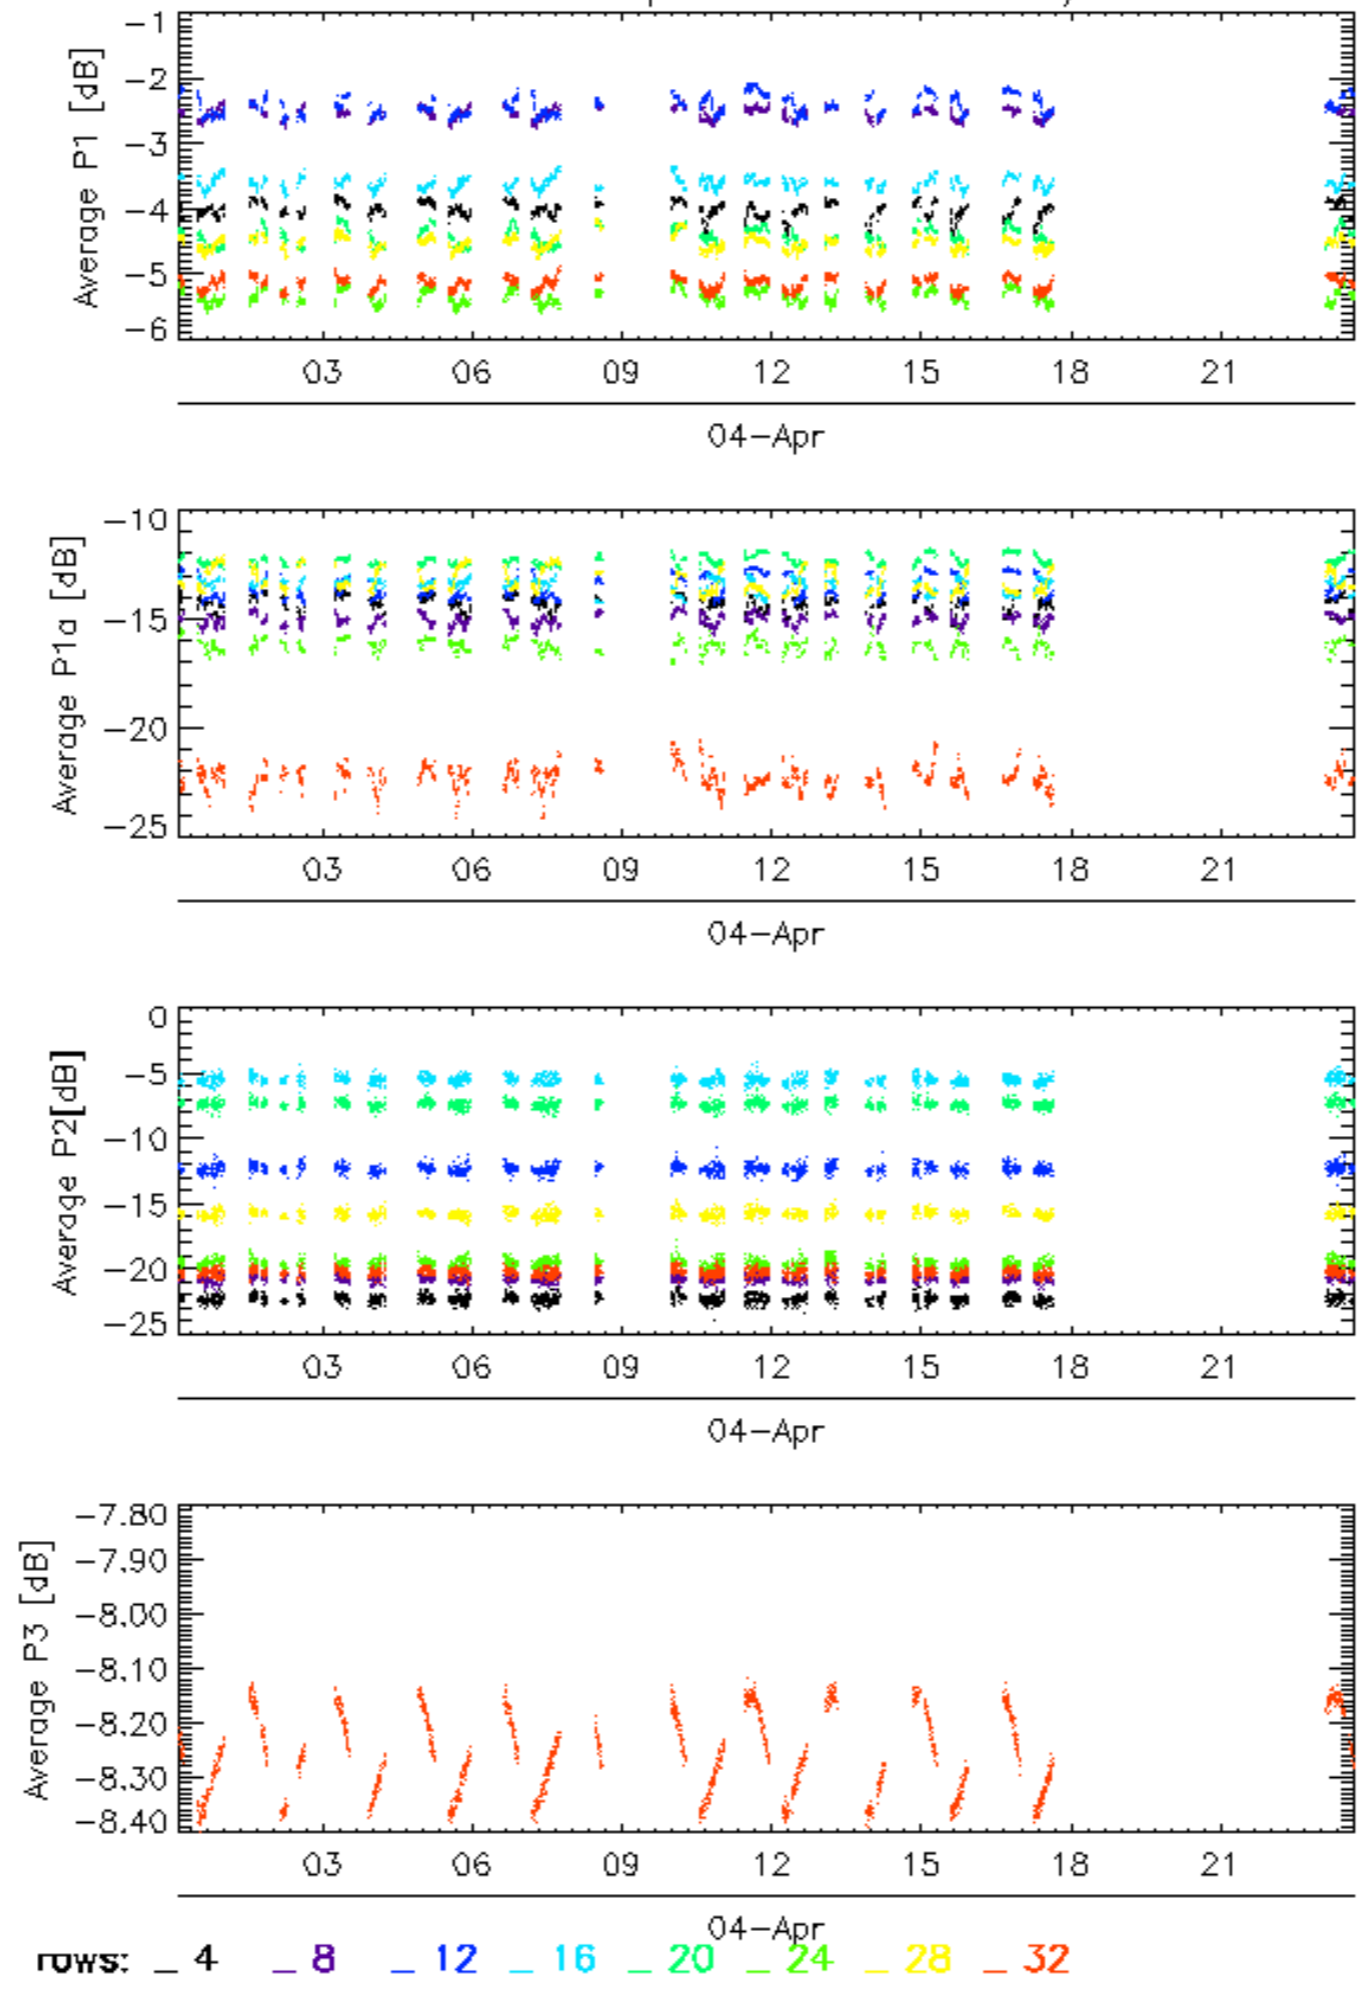 Average P1 [dB]
-1
-2
-3
-4
-5
-6
03 06 09 12 15 18 21
04-Apr
Average P1a [dB]
-10
-15
-20
-25
03 06 09 12 15 18 21
04-Apr
Average P2[dB]
0
-5
-10
-15
-20
-25
03 06 09 12 15 18 21
04-Apr
Average P3 [dB]
-7.80
-7.90
-8.00
-8.10
-8.20
-8.30
-8.40
03 06 09 12 15 18 21
04-Apr
rows: _ 4 _ 8 _ 12 _ 16 _ 20 _ 24 _ 28 _ 32